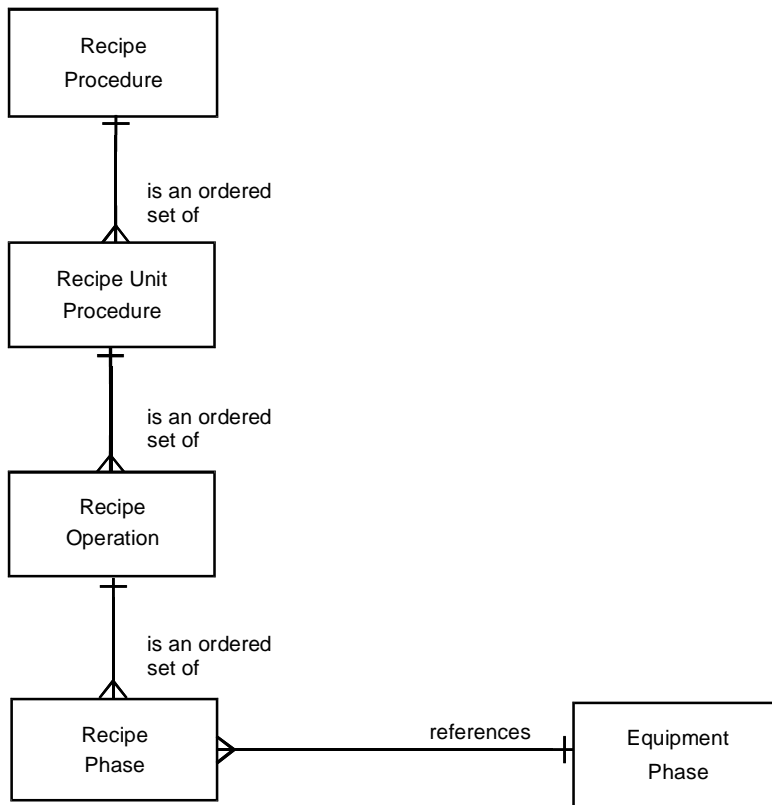 Recipe
Procedure
is an ordered
set of
Recipe Unit
Procedure
is an ordered
set of
Recipe
Operation
is an ordered
set of
Recipe
Phase
references
Equipment
Phase